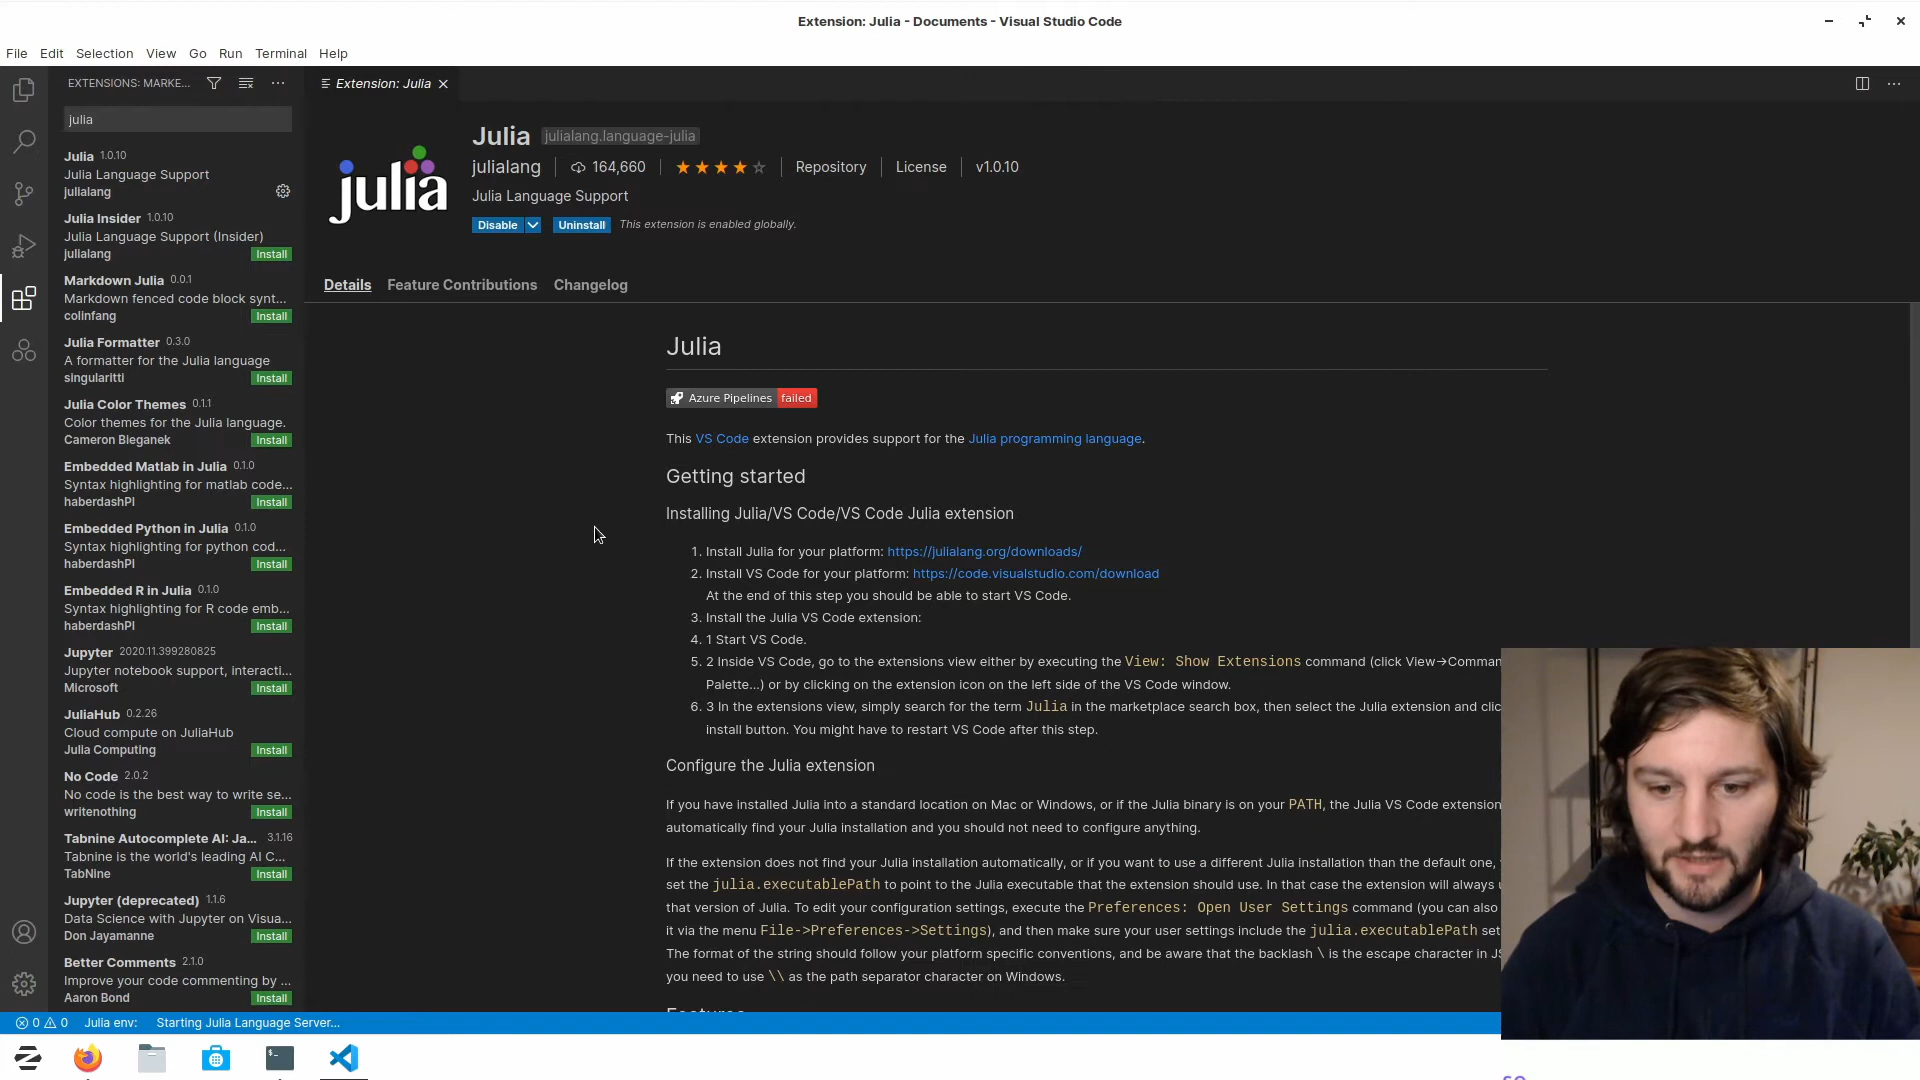 Extension: Julia - Documents - Visual Studio Code
File Edit Selection View Go Run Terminal Help
EXTENSIONS: MARKE...
julia
Julia 1.0.10
Julia Language Support
julialang
Julia Insider 1.0.10
Julia Language Support (Insider)
julialang Install
Markdown Julia 0.0.1
Markdown fenced code block synt...
colinfang Install
Julia Formatter 0.3.0
A formatter for the Julia language
singularitti Install
Julia Color Themes 0.1.1
Color themes for the Julia language.
Cameron Bieganek Install
Embedded Matlab in Julia 0.1.0
Syntax highlighting for matlab code...
haberdashPI Install
Embedded Python in Julia 0.1.0
Syntax highlighting for python cod...
haberdashPI Install
Embedded R in Julia 0.1.0
Syntax highlighting for R code emb...
haberdashPI Install
Jupyter 2020.11.399280825
Jupyter notebook support, interacti...
Microsoft Install
JuliaHub 0.2.26
Cloud compute on JuliaHub
Julia Computing Install
No Code 2.0.2
No code is the best way to write se...
writenothing Install
Tabnine Autocomplete AI: Ja... 3.1.16
Tabnine is the world's leading AI C...
TabNine Install
Jupyter (deprecated) 1.1.6
Data Science with Jupyter on Visua...
Don Jayamanne Install
Better Comments 2.1.0
Improve your code commenting by ...
Aaron Bond Install
Extension: Julia
julia
Julia julialang.language-julia
julialang 164,660 Repository License v1.0.10
Julia Language Support
Disable Uninstall This extension is enabled globally.
Details Feature Contributions Changelog
Julia
Azure Pipelines failed
This VS Code extension provides support for the Julia programming language.
Getting started
Installing Julia/VS Code/VS Code Julia extension
1. Install Julia for your platform: https://julialang.org/downloads/
2. Install VS Code for your platform: https://code.visualstudio.com/download
At the end of this step you should be able to start VS Code.
3. Install the Julia VS Code extension:
4. 1 Start VS Code.
5. 2 Inside VS Code, go to the extensions view either by executing the View: Show Extensions command (click View->Comman
Palette...) or by clicking on the extension icon on the left side of the VS Code window.
6. 3 In the extensions view, simply search for the term Julia in the marketplace search box, then select the Julia extension and clic
install button. You might have to restart VS Code after this step.
Configure the Julia extension
If you have installed Julia into a standard location on Mac or Windows, or if the Julia binary is on your PATH, the Julia VS Code extension
automatically find your Julia installation and you should not need to configure anything.
If the extension does not find your Julia installation automatically, or if you want to use a different Julia installation than the default one,
set the julia.executablePath to point to the Julia executable that the extension should use. In that case the extension will always
that version of Julia. To edit your configuration settings, execute the Preferences: Open User Settings command (you can also
it via the menu File->Preferences->Settings), and then make sure your user settings include the julia.executablePath set
The format of the string should follow your platform specific conventions, and be aware that the backlash \ is the escape character in JS
you need to use \\ as the path separator character on Windows.
Features
0 0 Julia env: Starting Julia Language Server...